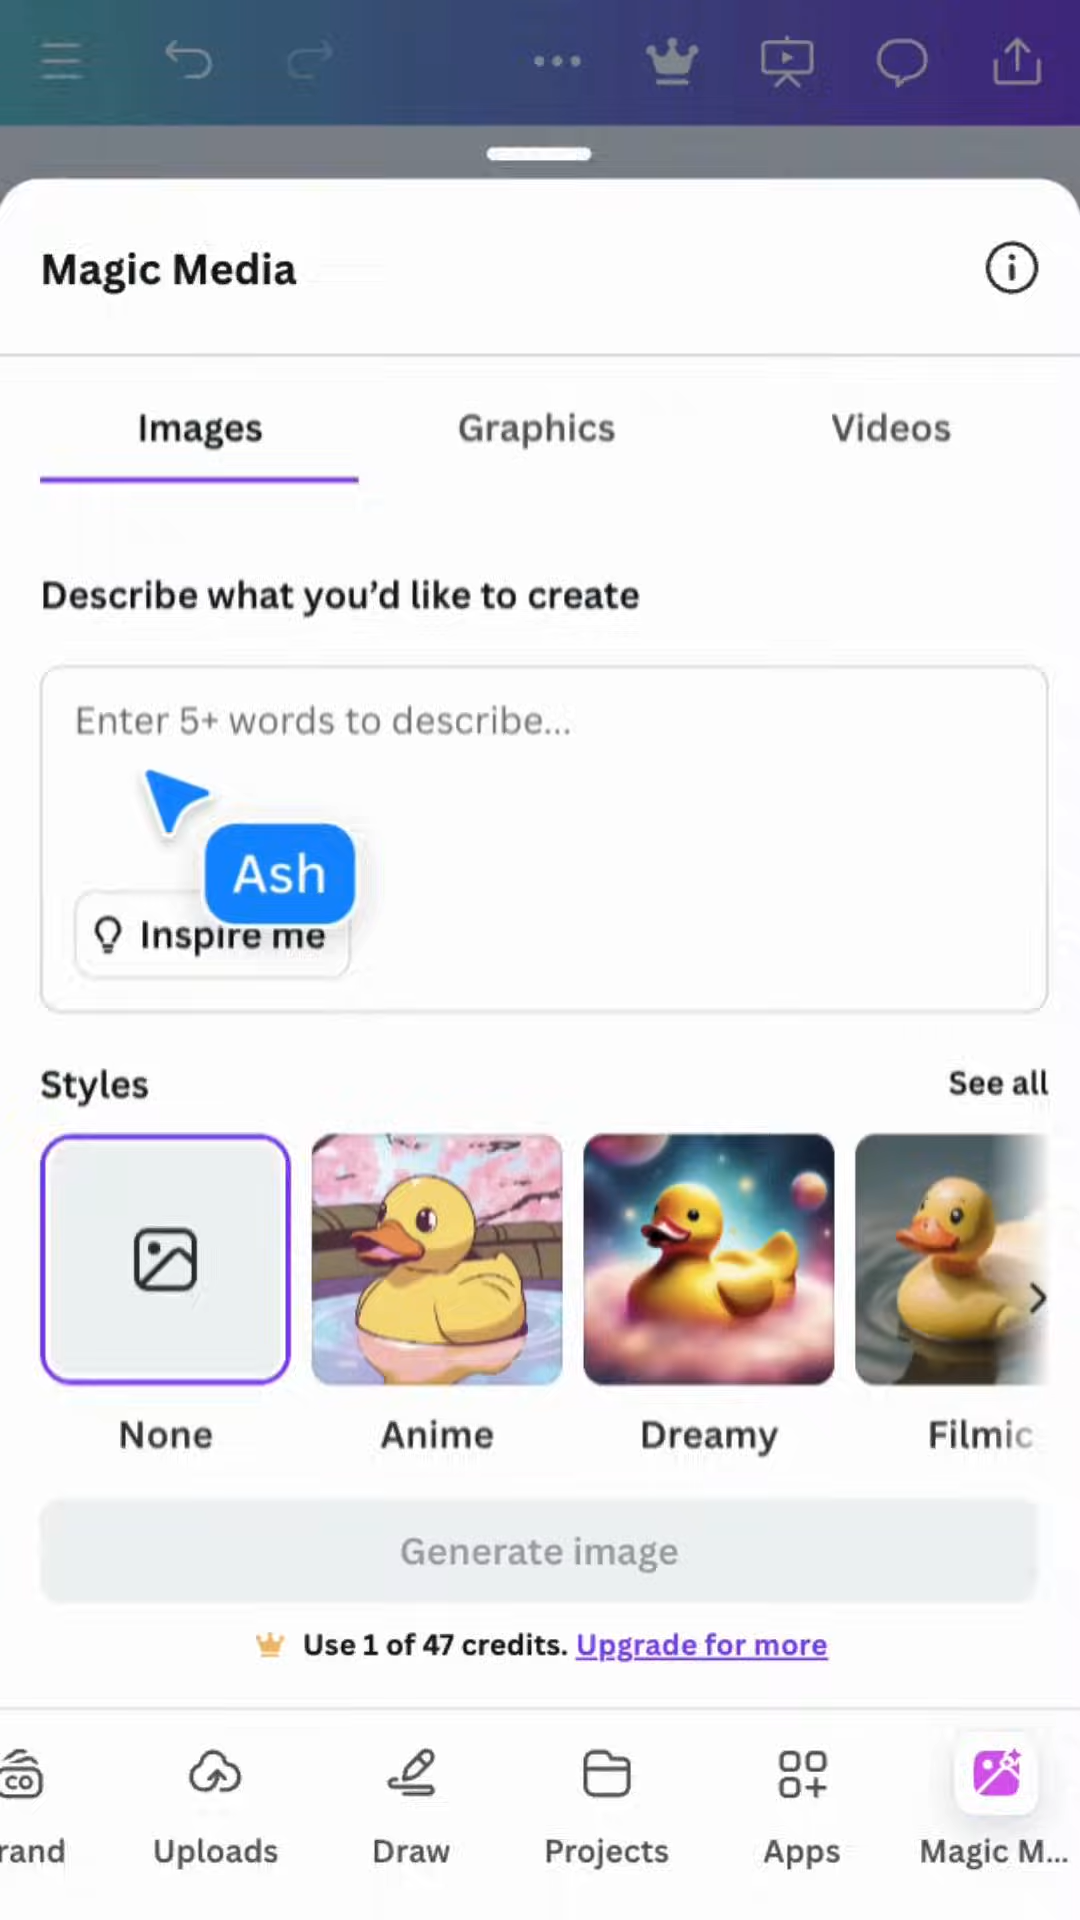 Magic Media
Images Graphics Videos
Describe what you’d like to create
Enter 5+ words to describe...
Ash
Inspire me
Styles See all
None Anime Dreamy Filmic
Generate image
Use 1 of 47 credits. Upgrade for more
CO
rand Uploads Draw Projects Apps Magic M...